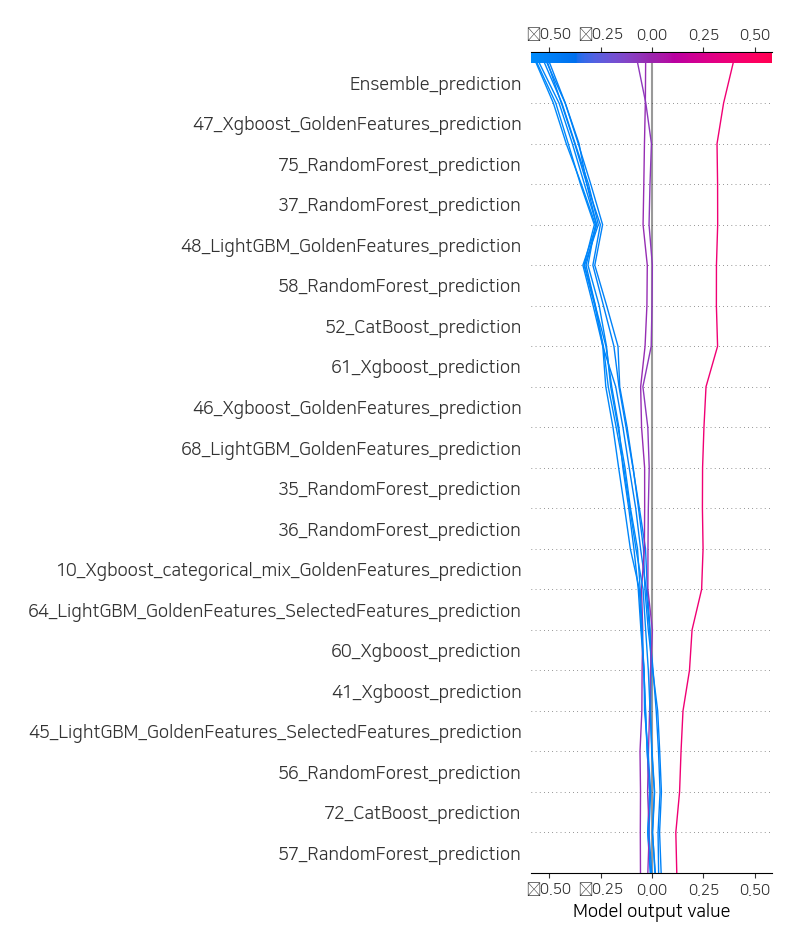 ▯0.50 ▯0.25 0.00 0.25 0.50
Ensemble_prediction
47_Xgboost_GoldenFeatures_prediction
75_RandomForest_prediction
37_RandomForest_prediction
48_LightGBM_GoldenFeatures_prediction
58_RandomForest_prediction
52_CatBoost_prediction
61_Xgboost_prediction
46_Xgboost_GoldenFeatures_prediction
68_LightGBM_GoldenFeatures_prediction
35_RandomForest_prediction
36_RandomForest_prediction
10_Xgboost_categorical_mix_GoldenFeatures_prediction
64_LightGBM_GoldenFeatures_SelectedFeatures_prediction
60_Xgboost_prediction
41_Xgboost_prediction
45_LightGBM_GoldenFeatures_SelectedFeatures_prediction
56_RandomForest_prediction
72_CatBoost_prediction
57_RandomForest_prediction
▯0.50 ▯0.25 0.00 0.25 0.50
Model output value